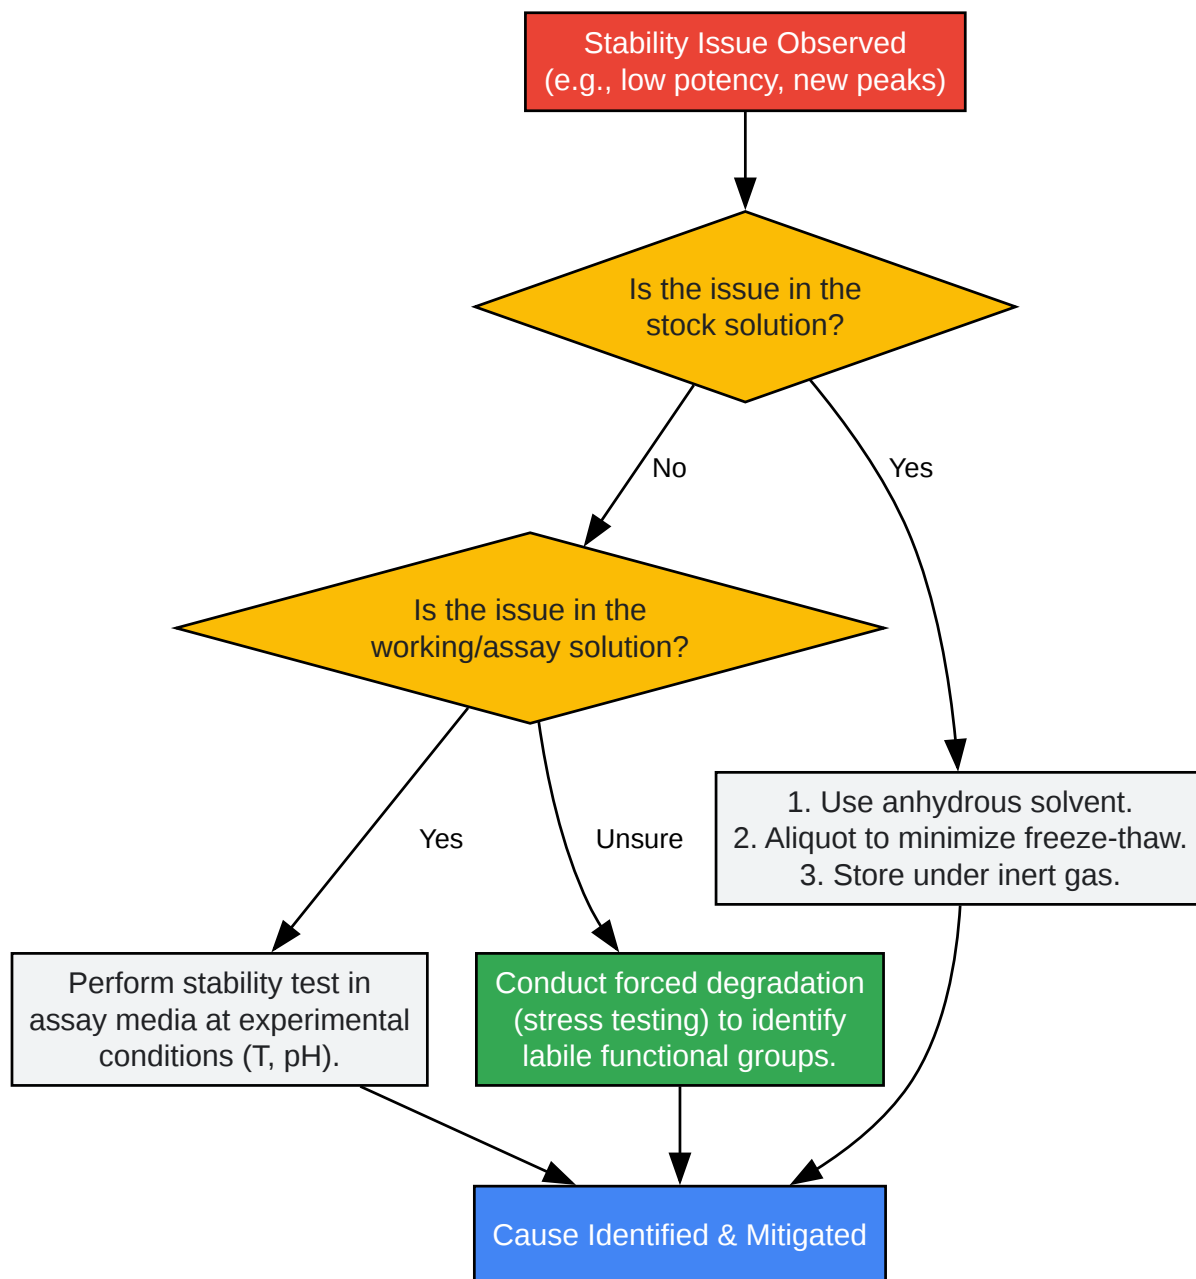 Stability Issue Observed
(e.g., low potency, new peaks)
Is the issue in the
stock solution?
No
Yes
Is the issue in the
working/assay solution?
Yes
Unsure
1. Use anhydrous solvent.
2. Aliquot to minimize freeze-thaw.
3. Store under inert gas.
Perform stability test in
assay media at experimental
conditions (T, pH).
Conduct forced degradation
(stress testing) to identify
labile functional groups.
Cause Identified & Mitigated